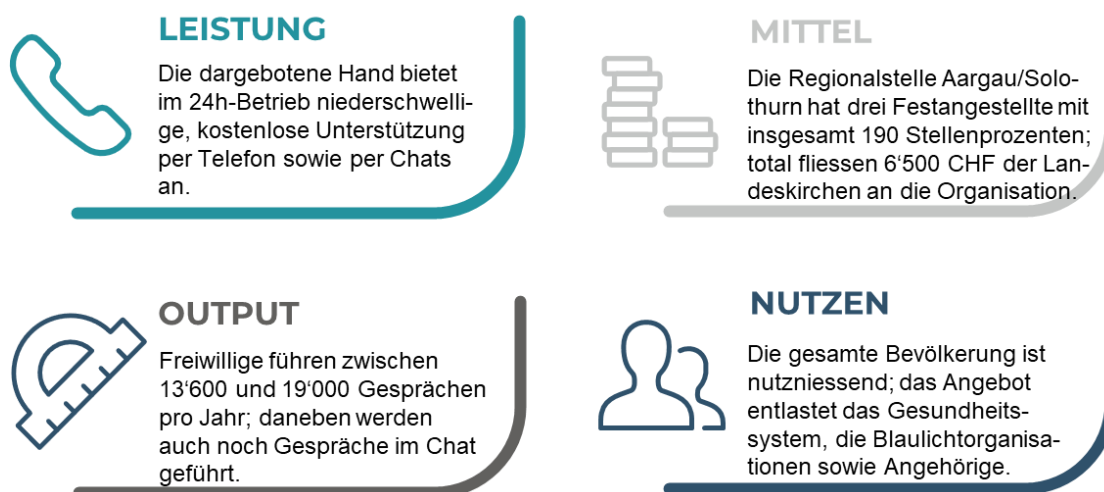 LEISTUNG
Die dargebotene Hand bietet
im 24h-Betrieb niederschwelli-
ge, kostenlose Unterstützung
per Telefon sowie per Chats
an.
MITTEL
Die Regionalstelle Aargau/Solo-
thurn hat drei Festangestellte mit
insgesamt 190 Stellenprozenten;
total fliessen 6‘500 CHF der Lan-
deskirchen an die Organisation.
OUTPUT
Freiwillige führen zwischen
13‘600 und 19‘000 Gesprächen
pro Jahr; daneben werden
auch noch Gespräche im Chat
geführt.
NUTZEN
Die gesamte Bevölkerung ist
nutzniessend; das Angebot
entlastet das Gesundheits-
system, die Blaulichtorganisa-
tionen sowie Angehörige.